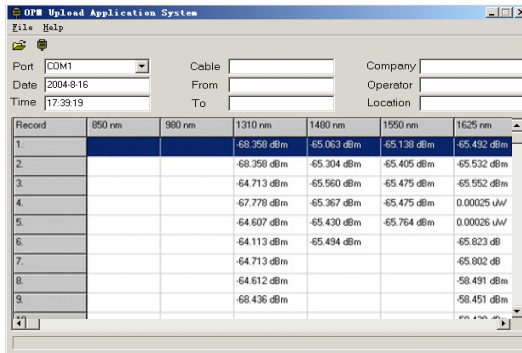 OPM Upload Application System
File Help
Port COM1 Cable Company
Date 2004-8-16 From Operator
Time 17:39:19 To Location
Record 850 nm 980 nm 1310 nm 1480 nm 1550 nm 1625 nm
1. -68.358 dBm -65.063 dBm -65.138 dBm -65.492 dBm
2. -68.358 dBm -65.304 dBm -65.405 dBm -65.532 dBm
3. -64.713 dBm -65.560 dBm -65.475 dBm -65.552 dBm
4. -67.778 dBm -65.367 dBm -65.475 dBm 0.00025 uW
5. -64.607 dBm -65.430 dBm -65.764 dBm 0.00026 uW
6. -64.113 dBm -65.494 dBm -65.823 dB
7. -64.713 dBm -65.802 dB
8. -64.612 dBm -58.491 dBm
9. -68.436 dBm -58.451 dBm